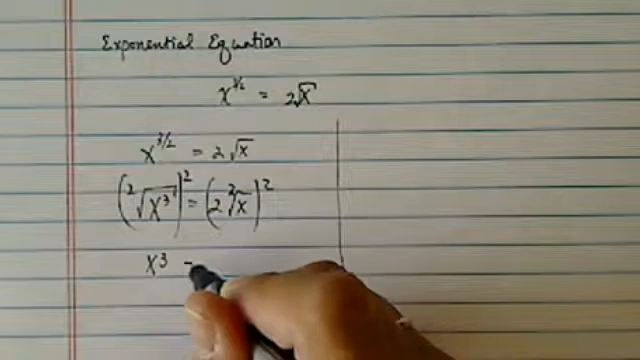 Exponential Equation
x^{3/2} = 2√x
x^{3/2} = 2√x
(²√x³)² = (2 ²√x)²
x³ =